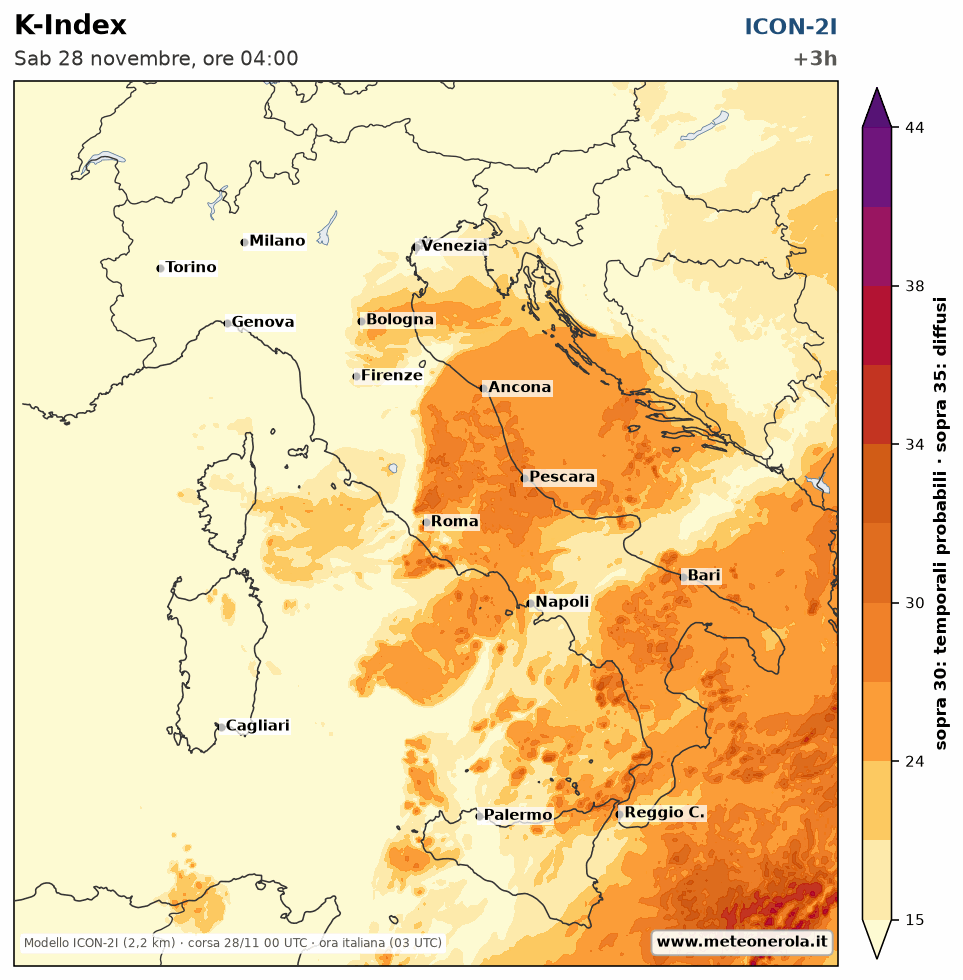 K-Index
ICON-2I
Sab 28 novembre, ore 04:00
+3h
44
Milano
Venezia
Torino
38
Bologna
Genova
Firenze
Ancona
34
Pescara
Roma
Bari
Napoli
30
Cagliari
24
Palermo
Reggio C.
15
sopra 30: temporali probabili · sopra 35: diffusi
Modello ICON-2I (2,2 km) · corsa 28/11 00 UTC · ora italiana (03 UTC)
www.meteonerola.it